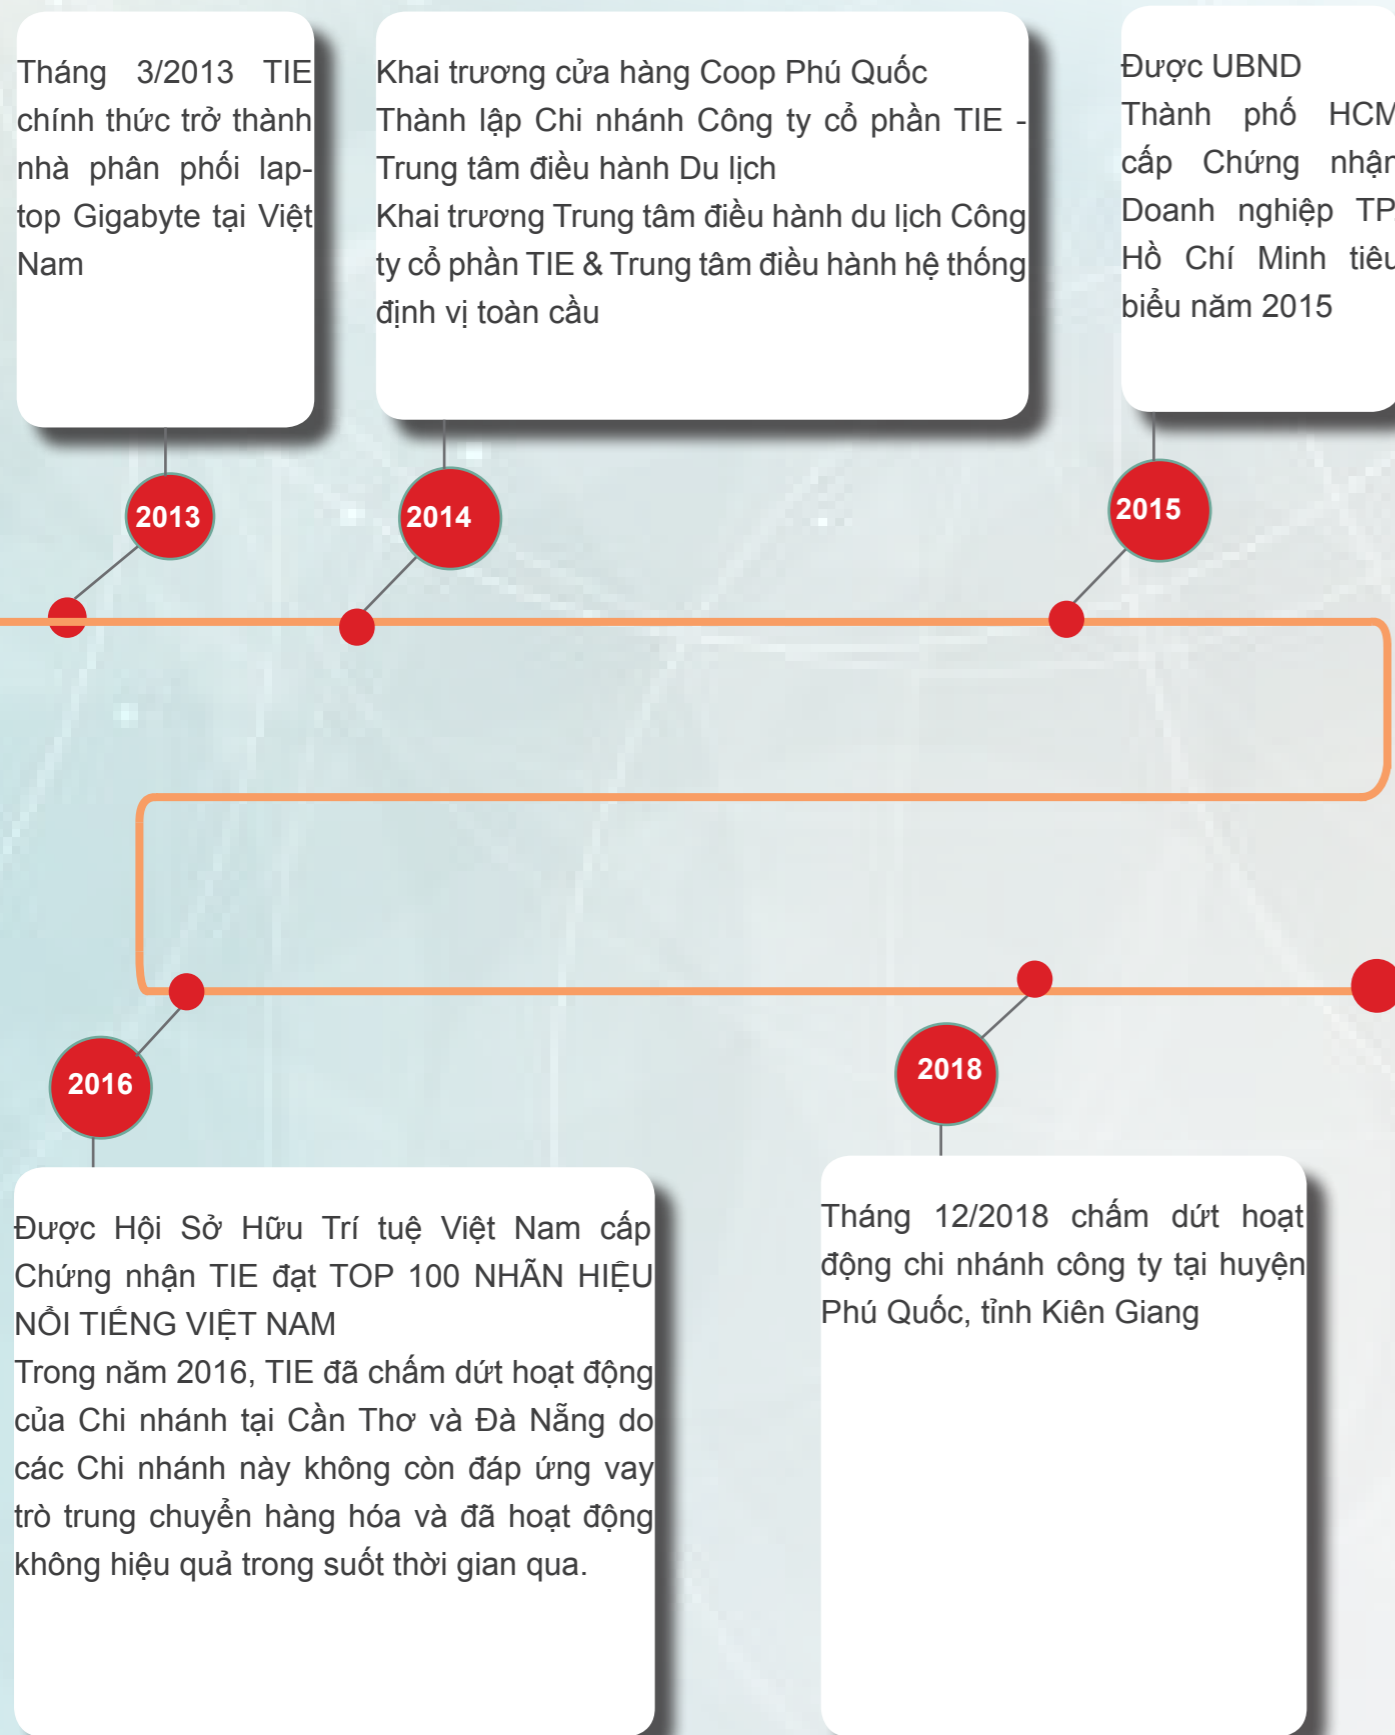 Tháng 3/2013 TIE
chính thức trở thành
nhà phân phối lap-
top Gigabyte tại Việt
Nam
Khai trương cửa hàng Coop Phú Quốc
Thành lập Chi nhánh Công ty cổ phần TIE -
Trung tâm điều hành Du lịch
Khai trương Trung tâm điều hành du lịch Công
ty cổ phần TIE & Trung tâm điều hành hệ thống
định vị toàn cầu
Được UBND
Thành phố HCM
cấp Chứng nhận
Doanh nghiệp TP.
Hồ Chí Minh tiêu
biểu năm 2015
2013
2014
2015
2016
2018
Được Hội Sở Hữu Trí tuệ Việt Nam cấp
Chứng nhận TIE đạt TOP 100 NHÃN HIỆU
NỔI TIẾNG VIỆT NAM
Trong năm 2016, TIE đã chấm dứt hoạt động
của Chi nhánh tại Cần Thơ và Đà Nẵng do
các Chi nhánh này không còn đáp ứng vay
trò trung chuyển hàng hóa và đã hoạt động
không hiệu quả trong suốt thời gian qua.
Tháng 12/2018 chấm dứt hoạt
động chi nhánh công ty tại huyện
Phú Quốc, tỉnh Kiên Giang